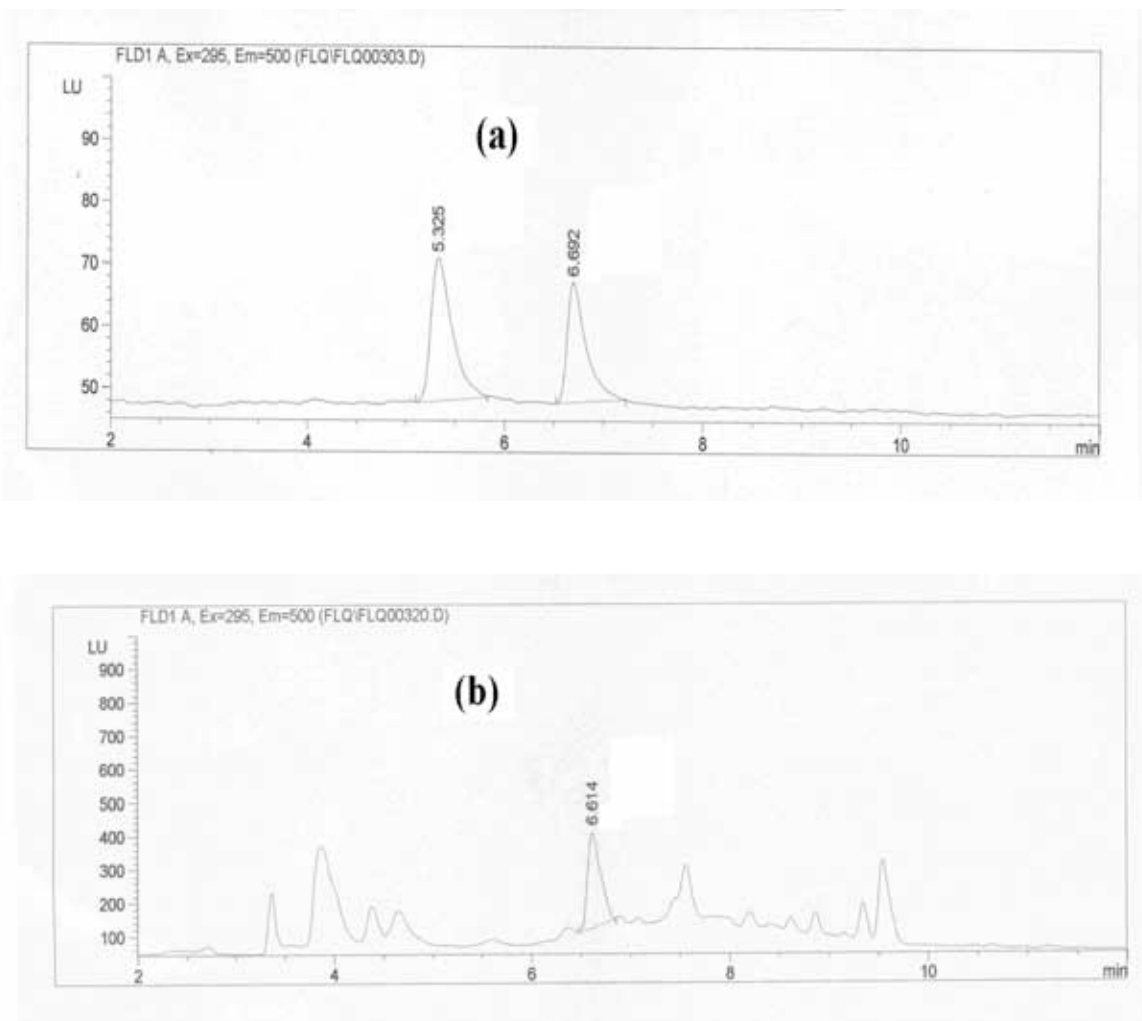 FLD1 A, Ex=295, Em=500 (FLQ\FLQ00303.D)
LU
(a)
90
80
70
60
50
5.325
6.692
2 4 6 8 10 min
FLD1 A, Ex=295, Em=500 (FLQ\FLQ00320.D)
LU
(b)
900
800
700
600
500
400
300
200
100
6.614
2 4 6 8 10 min